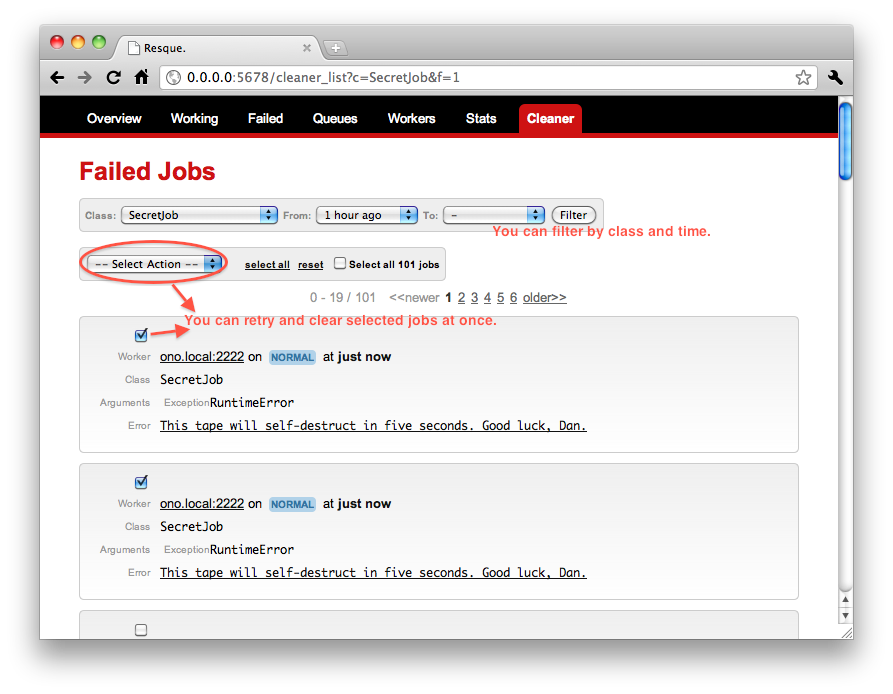 Resque.
0.0.0.0:5678/cleaner_list?c=SecretJob&f=1
Overview Working Failed Queues Workers Stats Cleaner
Failed Jobs
Class: SecretJob From: 1 hour ago To: - Filter
You can filter by class and time.
-- Select Action -- select all reset Select all 101 jobs
0 - 19 / 101 <<newer 1 2 3 4 5 6 older>>
You can retry and clear selected jobs at once.
Worker ono.local:2222 on NORMAL at just now
Class SecretJob
Arguments ExceptionRuntimeError
Error This tape will self-destruct in five seconds. Good luck, Dan.
Worker ono.local:2222 on NORMAL at just now
Class SecretJob
Arguments ExceptionRuntimeError
Error This tape will self-destruct in five seconds. Good luck, Dan.